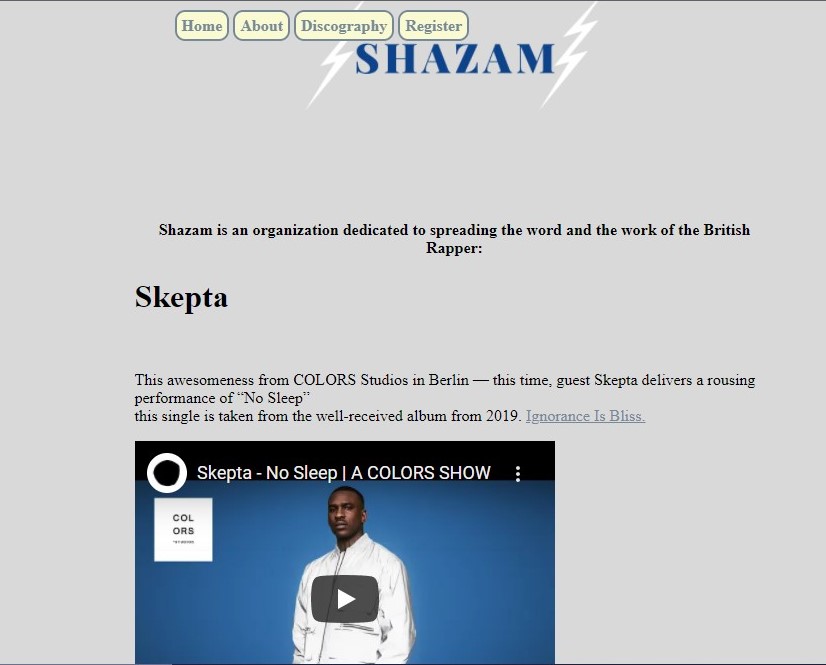 Home About Discography Register
SHAZAM
Shazam is an organization dedicated to spreading the word and the work of the British
Rapper:
Skepta
This awesomeness from COLORS Studios in Berlin — this time, guest Skepta delivers a rousing
performance of “No Sleep”
this single is taken from the well-received album from 2019. Ignorance Is Bliss.
Skepta - No Sleep | A COLORS SHOW
COL
ORS